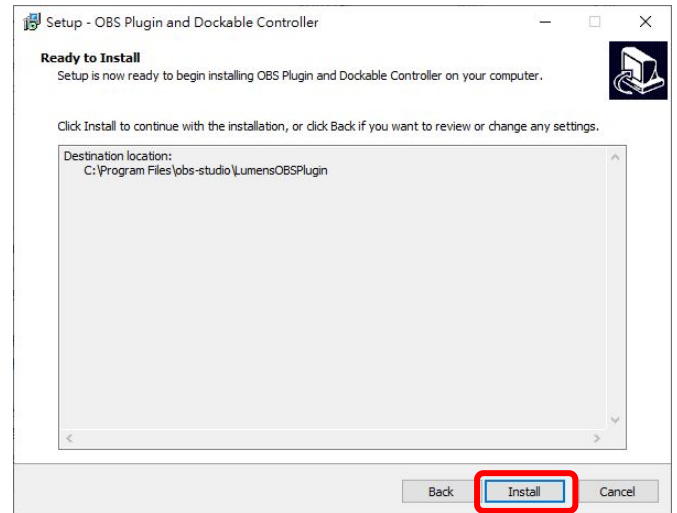 Setup - OBS Plugin and Dockable Controller
Ready to Install
Setup is now ready to begin installing OBS Plugin and Dockable Controller on your computer.
Click Install to continue with the installation, or click Back if you want to review or change any settings.
Destination location:
C:\Program Files\obs-studio\LumensOBSPlugin
Back Install Cancel